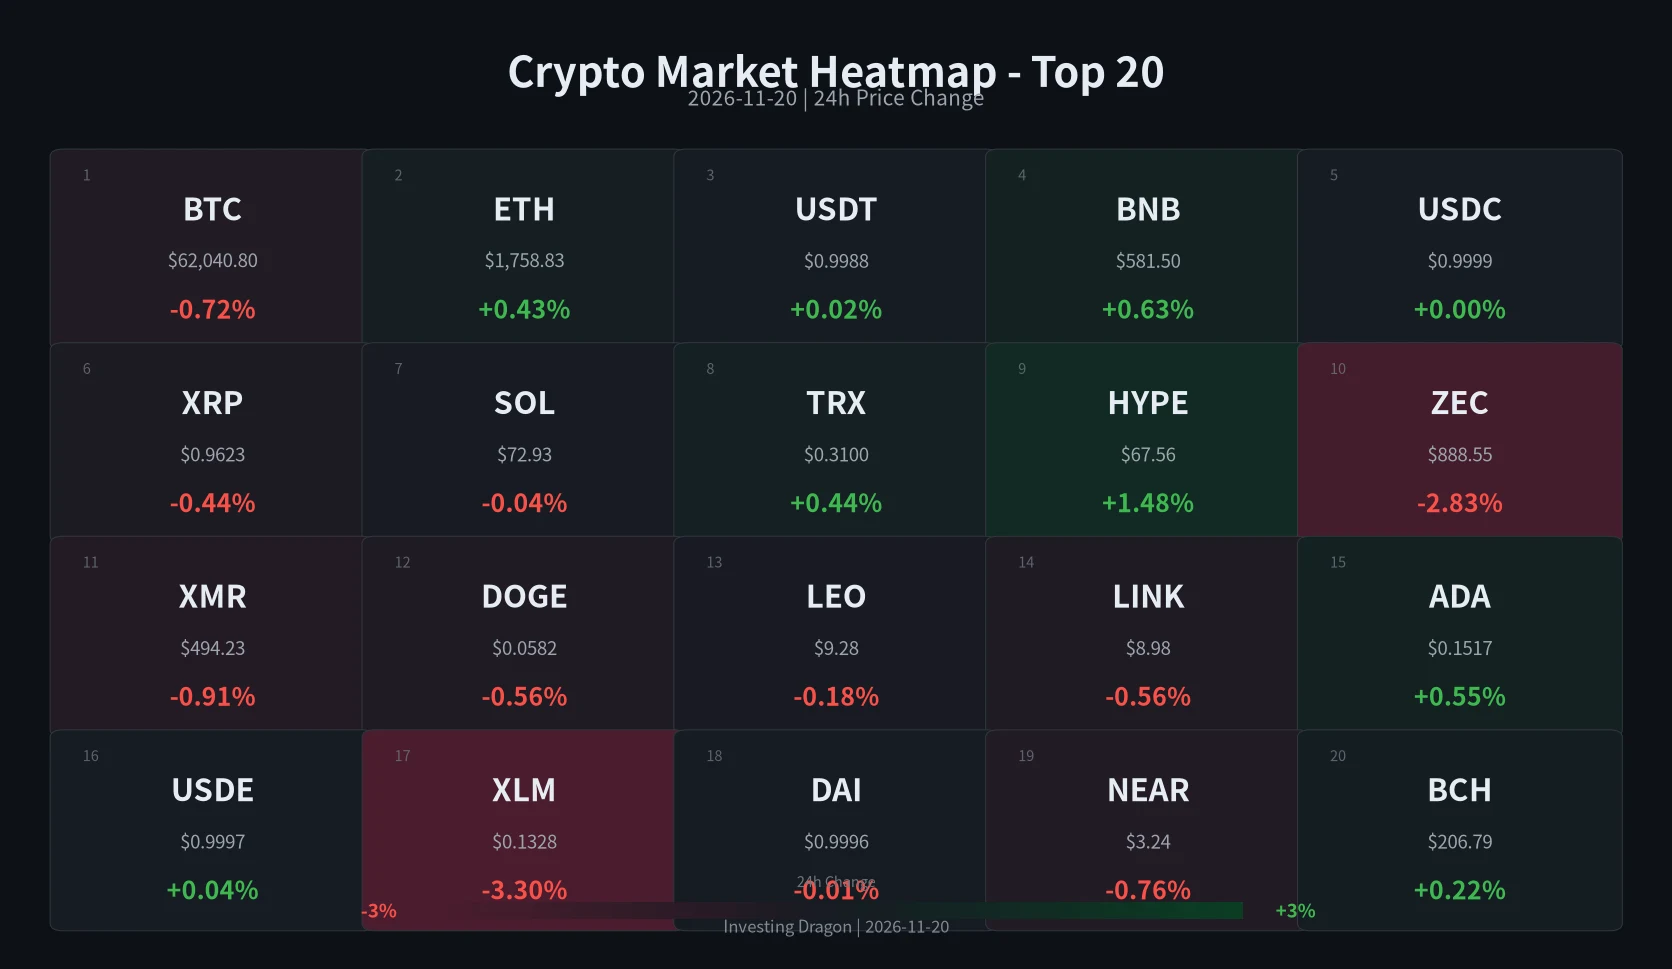 Crypto Market Heatmap - Top 20
2026-11-20 | 24h Price Change
1
BTC
$62,040.80
-0.72%
2
ETH
$1,758.83
+0.43%
3
USDT
$0.9988
+0.02%
4
BNB
$581.50
+0.63%
5
USDC
$0.9999
+0.00%
6
XRP
$0.9623
-0.44%
7
SOL
$72.93
-0.04%
8
TRX
$0.3100
+0.44%
9
HYPE
$67.56
+1.48%
10
ZEC
$888.55
-2.83%
11
XMR
$494.23
-0.91%
12
DOGE
$0.0582
-0.56%
13
LEO
$9.28
-0.18%
14
LINK
$8.98
-0.56%
15
ADA
$0.1517
+0.55%
16
USDE
$0.9997
+0.04%
17
XLM
$0.1328
-3.30%
18
DAI
$0.9996
-0.01%
19
NEAR
$3.24
-0.76%
20
BCH
$206.79
+0.22%
24h Change
-3%
+3%
Investing Dragon | 2026-11-20